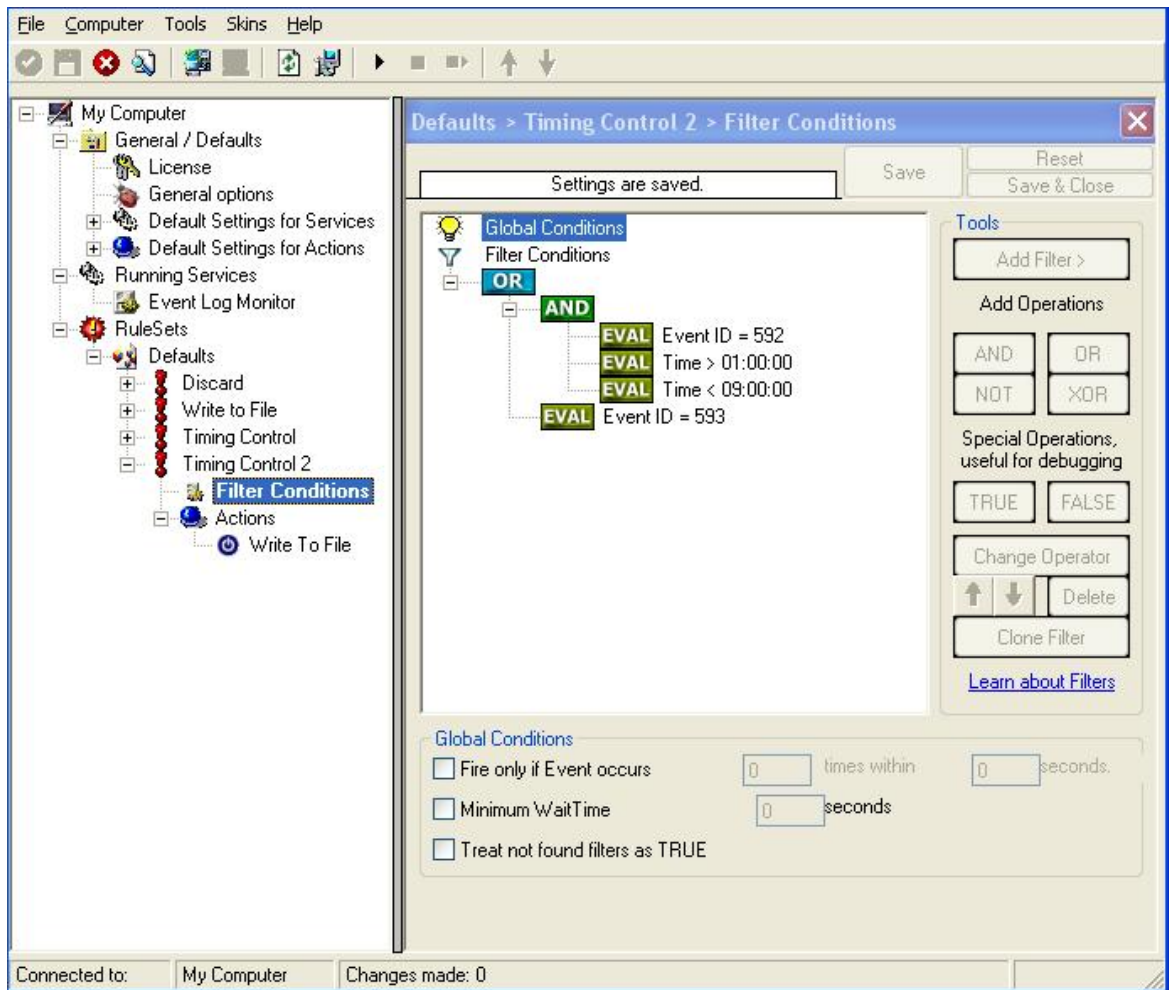 File Computer Tools Skins Help
My Computer
General / Defaults
License
General options
Default Settings for Services
Default Settings for Actions
Running Services
Event Log Monitor
RuleSets
Defaults
Discard
Write to File
Timing Control
Timing Control 2
Filter Conditions
Actions
Write To File
Defaults > Timing Control 2 > Filter Conditions
Settings are saved.
Save
Reset
Save & Close
Global Conditions
Filter Conditions
OR
AND
EVAL Event ID = 592
EVAL Time > 01:00:00
EVAL Time < 09:00:00
EVAL Event ID = 593
Tools
Add Filter >
Add Operations
AND OR
NOT XOR
Special Operations,
useful for debugging
TRUE FALSE
Change Operator
Delete
Clone Filter
Learn about Filters
Global Conditions
Fire only if Event occurs 0 times within 0 seconds.
Minimum WaitTime 0 seconds
Treat not found filters as TRUE
Connected to: My Computer Changes made: 0